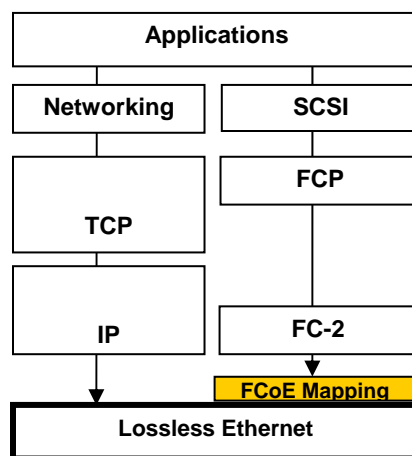 Applications
Networking
SCSI
TCP
FCP
IP
FC-2
FCoE Mapping
Lossless Ethernet